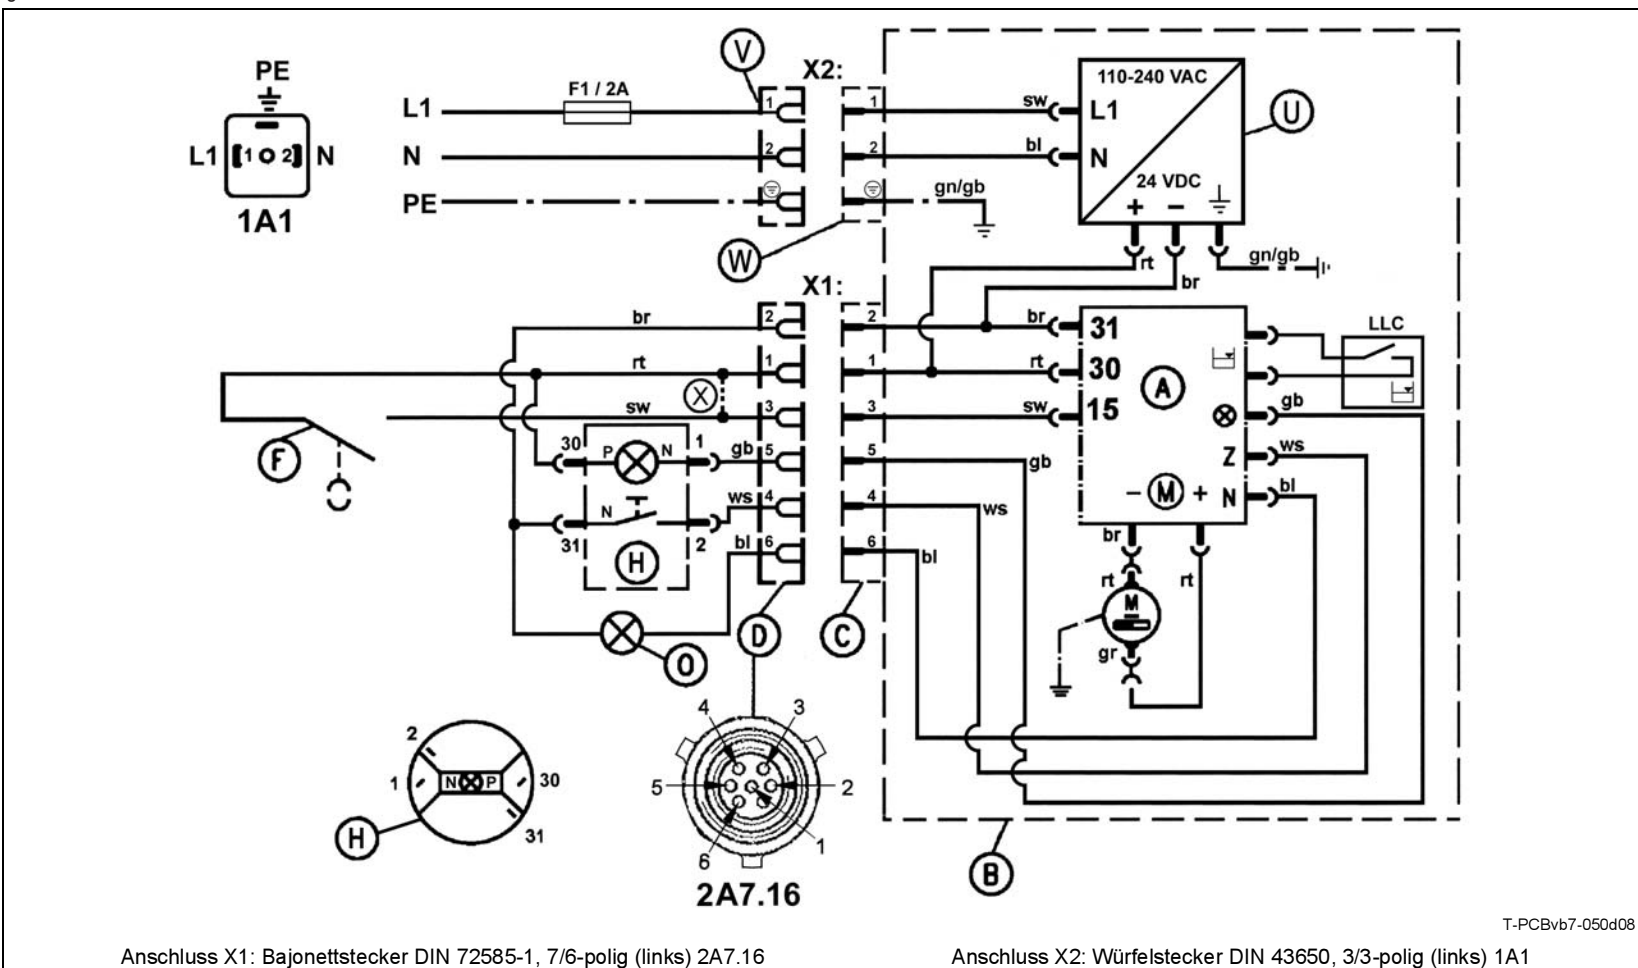 PE
L1 1 2 N
1A1
L1
F1 / 2A
N
PE
V
X2:
1
2
1
2
W
sw
bl
gn/gb
L1
N
110-240 VAC
24 VDC
+ −
U
rt
br
gn/gb
X1:
br
rt
sw
X
F
2
1
3
5
4
6
2
1
3
5
4
6
30
P
N
1
gb
N
31
2
ws
bl
H
O
D
C
br
rt
sw
31
30
15
A
LLC
gb
Z
ws
N
bl
− M +
gb
ws
bl
br
rt
rt
M
gr
2
1
N P
30
31
H
4
3
5
2
6
1
2A7.16
B
T-PCBvb7-050d08
Anschluss X1: Bajonettstecker DIN 72585-1, 7/6-polig (links) 2A7.16
Anschluss X2: Würfelstecker DIN 43650, 3/3-polig (links) 1A1